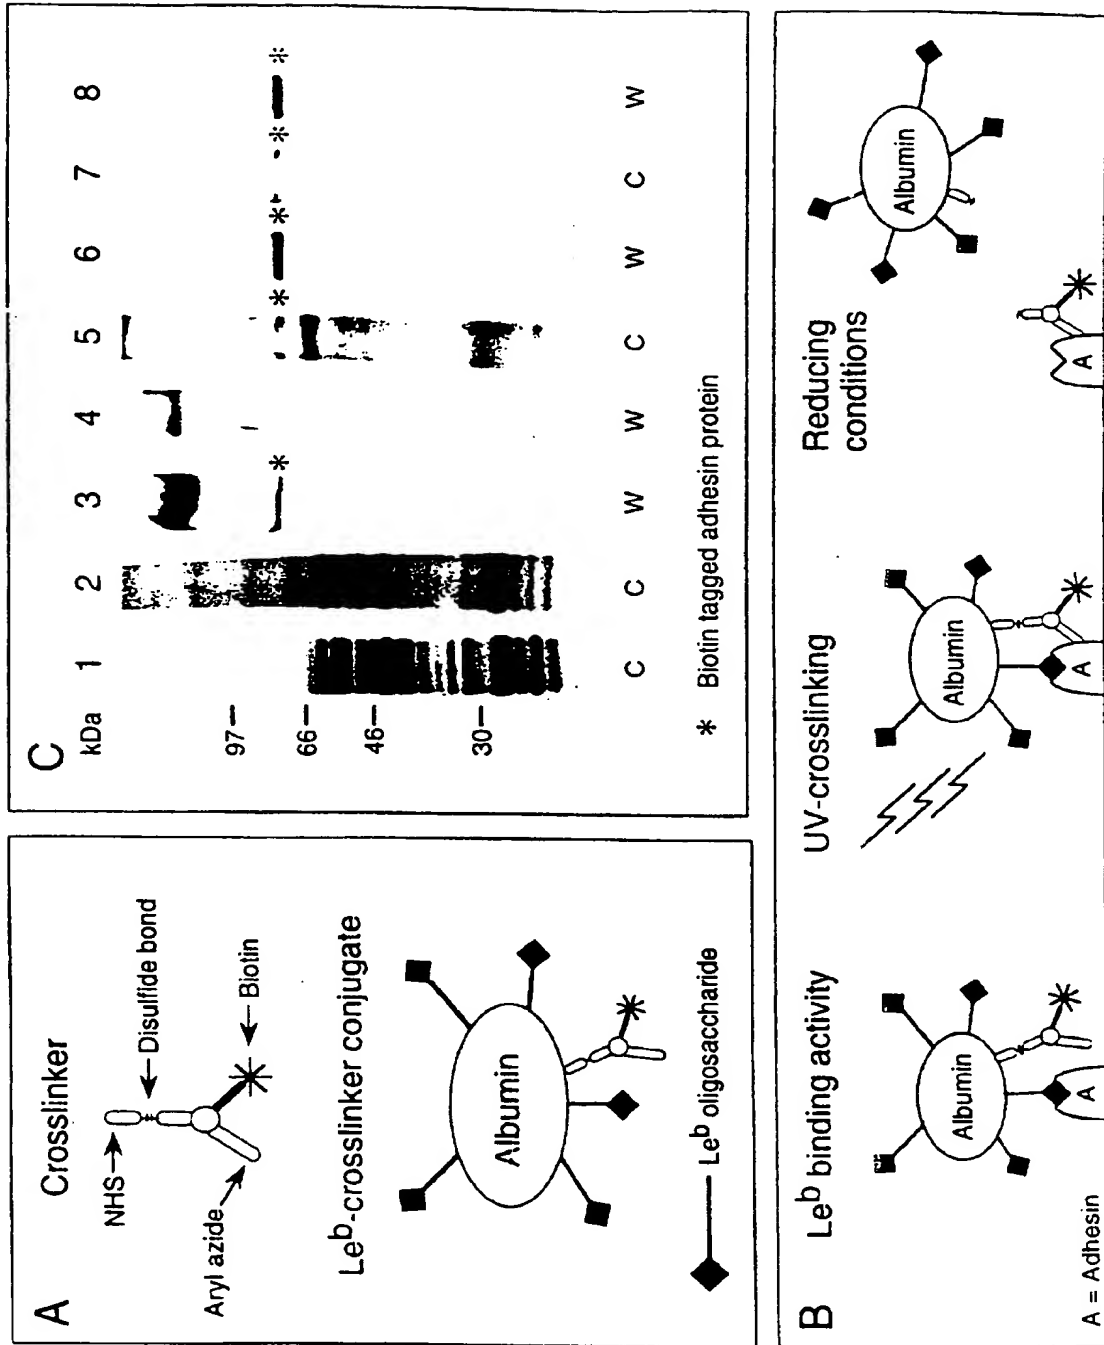 A
Crosslinker
NHS
Disulfide bond
Aryl azide
Biotin
Leb-crosslinker conjugate
Albumin
Leb oligosaccharide
B
Leb binding activity
UV-crosslinking
Reducing conditions
Albumin
Albumin
Albumin
A
A
A
A = Adhesin
C
kDa 1 2 3 4 5 6 7 8
97
66
46
30
* * * * *
C C W W C W C W
* Biotin tagged adhesin protein